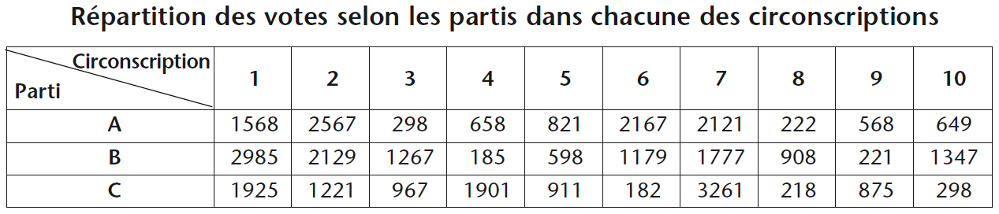 Répartition des votes selon les partis dans chacune des circonscriptions
Circonscription
Parti
1 2 3 4 5 6 7 8 9 10
A 1568 2567 298 658 821 2167 2121 222 568 649
B 2985 2129 1267 185 598 1179 1777 908 221 1347
C 1925 1221 967 1901 911 182 3261 218 875 298